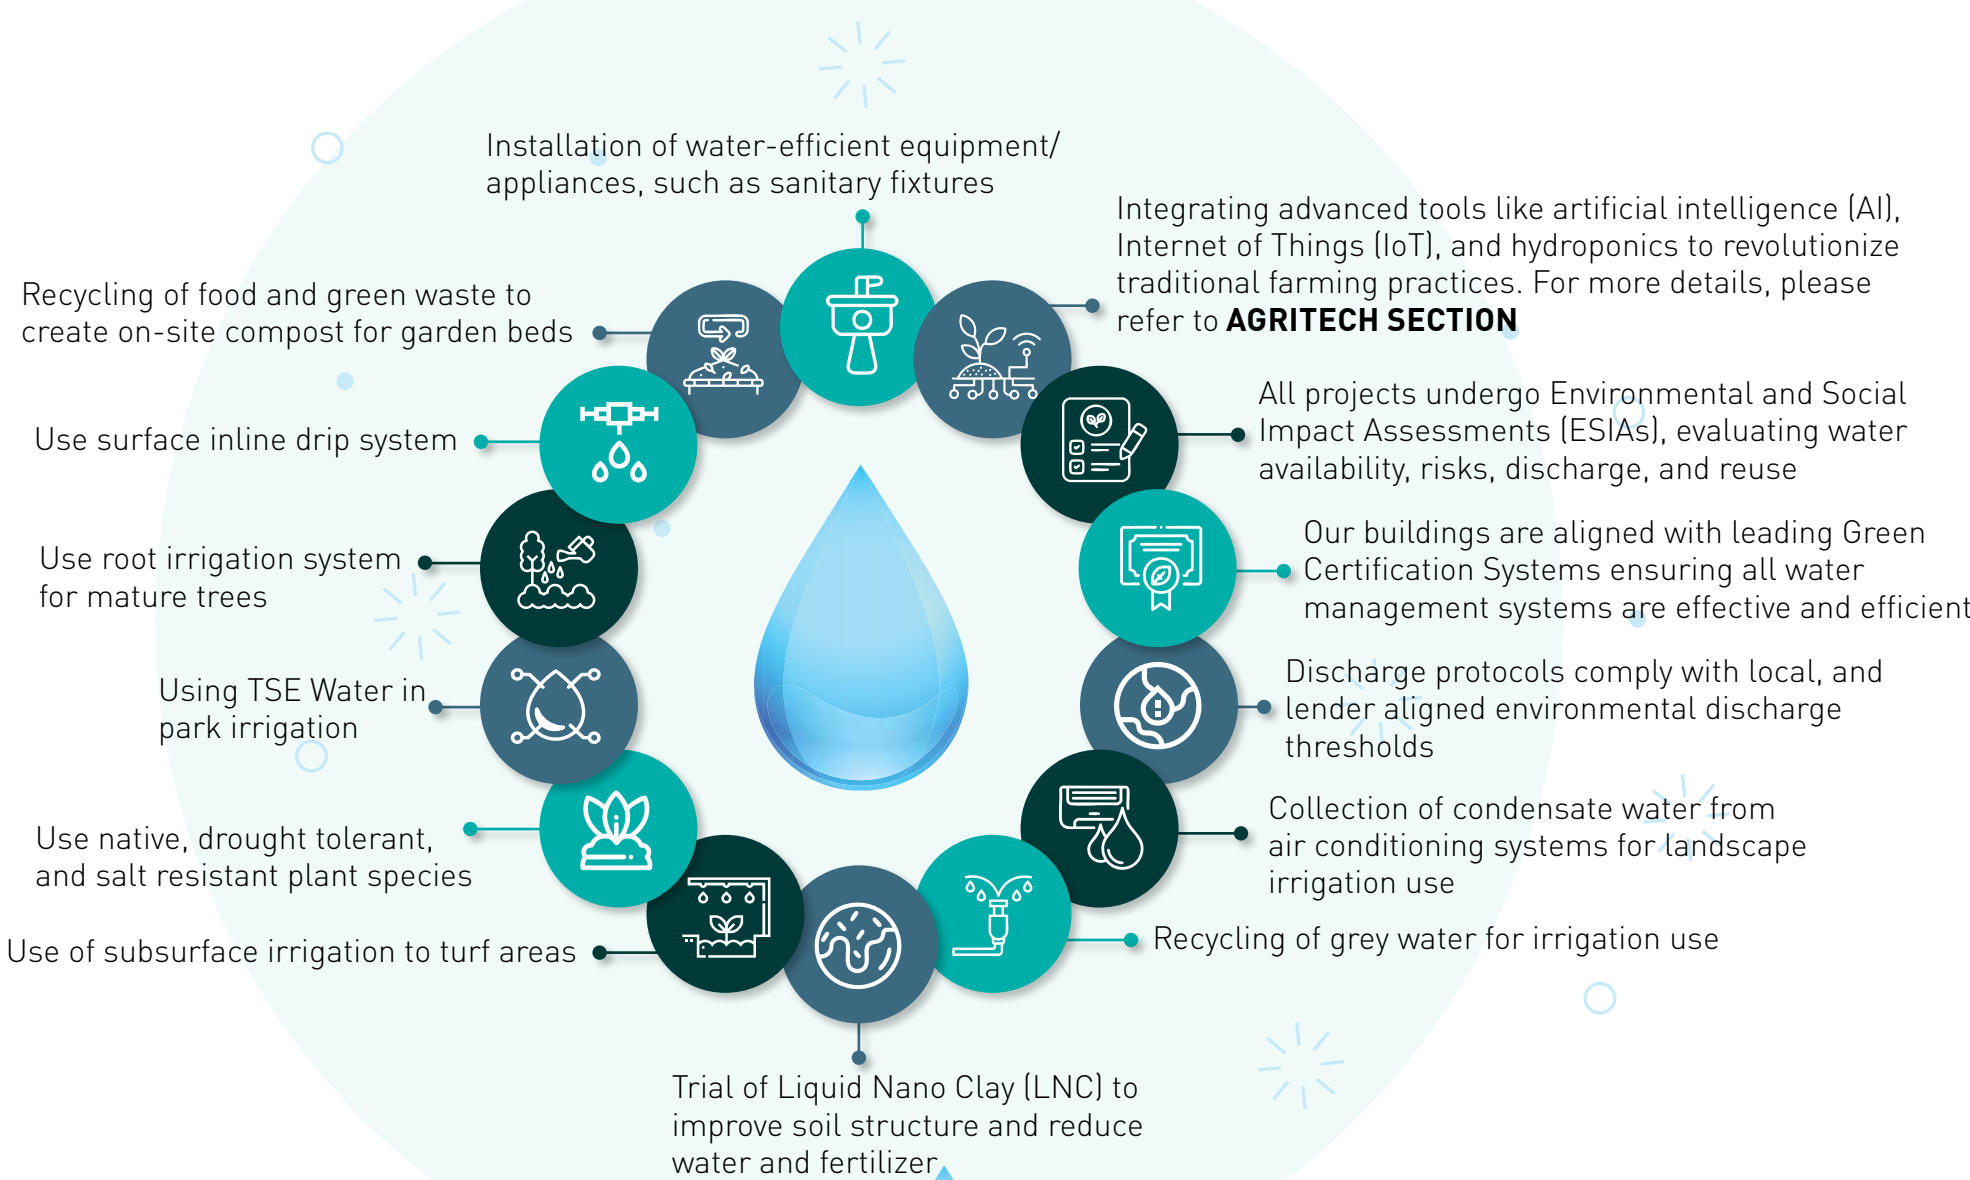 Installation of water-efficient equipment/
appliances, such as sanitary fixtures
Integrating advanced tools like artificial intelligence (AI),
Internet of Things (IoT), and hydroponics to revolutionize
traditional farming practices. For more details, please
refer to AGRITECH SECTION
All projects undergo Environmental and Social
Impact Assessments (ESIAs), evaluating water
availability, risks, discharge, and reuse
Our buildings are aligned with leading Green
Certification Systems ensuring all water
management systems are effective and efficient
Discharge protocols comply with local, and
lender aligned environmental discharge
thresholds
Collection of condensate water from
air conditioning systems for landscape
irrigation use
Recycling of grey water for irrigation use
Trial of Liquid Nano Clay (LNC) to
improve soil structure and reduce
water and fertilizer
Use of subsurface irrigation to turf areas
Use native, drought tolerant,
and salt resistant plant species
Using TSE Water in
park irrigation
Use root irrigation system
for mature trees
Use surface inline drip system
Recycling of food and green waste to
create on-site compost for garden beds